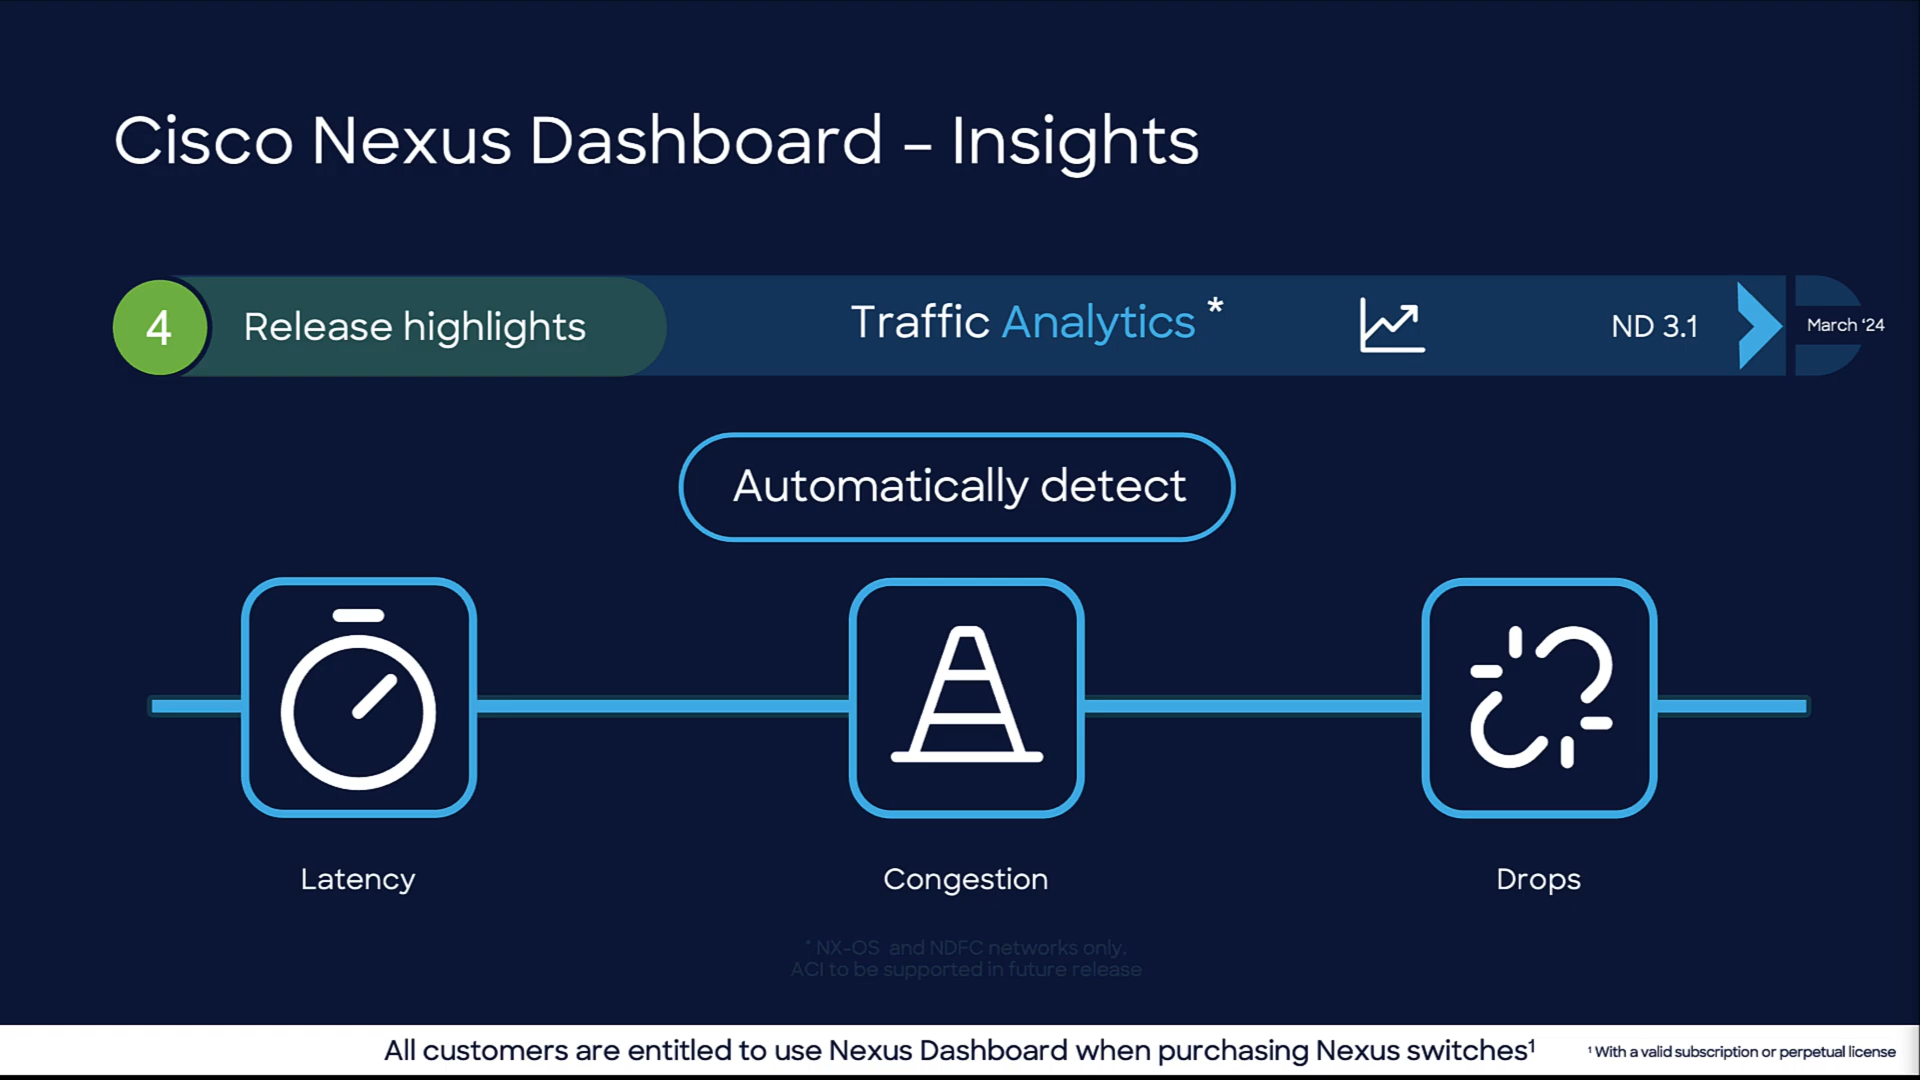 Cisco Nexus Dashboard – Insights
4 Release highlights
Traffic Analytics *
ND 3.1
March ‘24
Automatically detect
Latency
Congestion
Drops
* NX-OS and NDFC networks only,
ACI to be supported in future release
All customers are entitled to use Nexus Dashboard when purchasing Nexus switches¹
¹ With a valid subscription or perpetual license